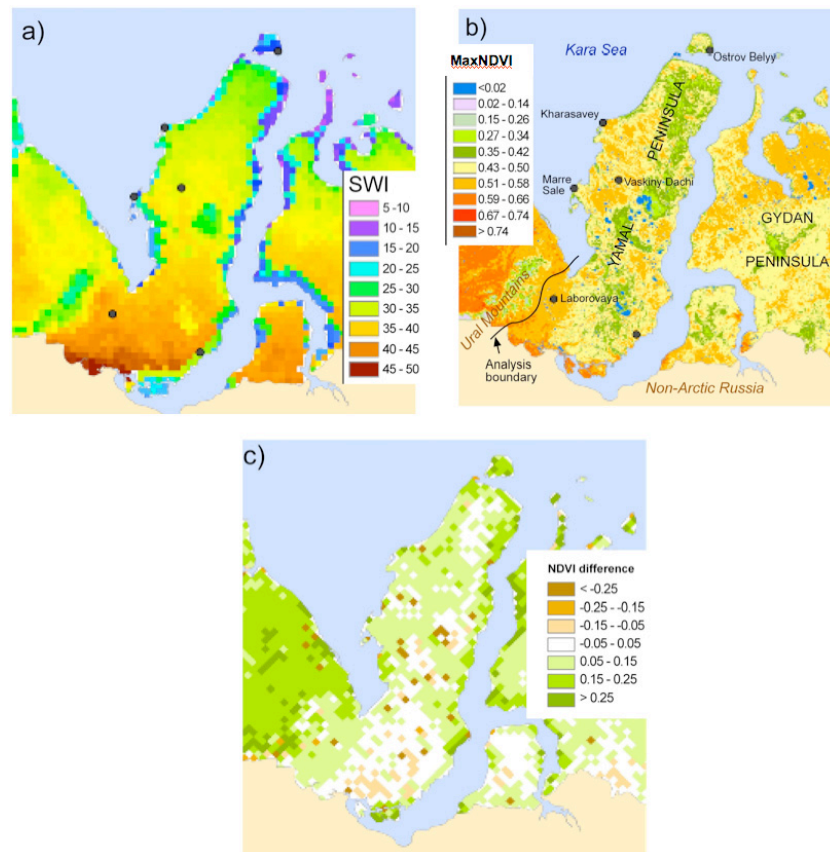 a)
SWI
5 -10
10 - 15
15 - 20
20 - 25
25 - 30
30 - 35
35 - 40
40 - 45
45 - 50
b)
MaxNDVI
<0.02
0.02 - 0.14
0.15 - 0.26
0.27 - 0.34
0.35 - 0.42
0.43 - 0.50
0.51 - 0.58
0.59 - 0.66
0.67 - 0.74
> 0.74
Kara Sea
Ostrov Belyy
Kharasavey
PENINSULA
Marre
Sale
Vaskiny Dachi
YAMAL
GYDAN
PENINSULA
Laborovaya
Ural Mountains
Analysis
boundary
Non-Arctic Russia
c)
NDVI difference
< -0.25
-0.25 - -0.15
-0.15 - -0.05
-0.05 - 0.05
0.05 - 0.15
0.15 - 0.25
> 0.25